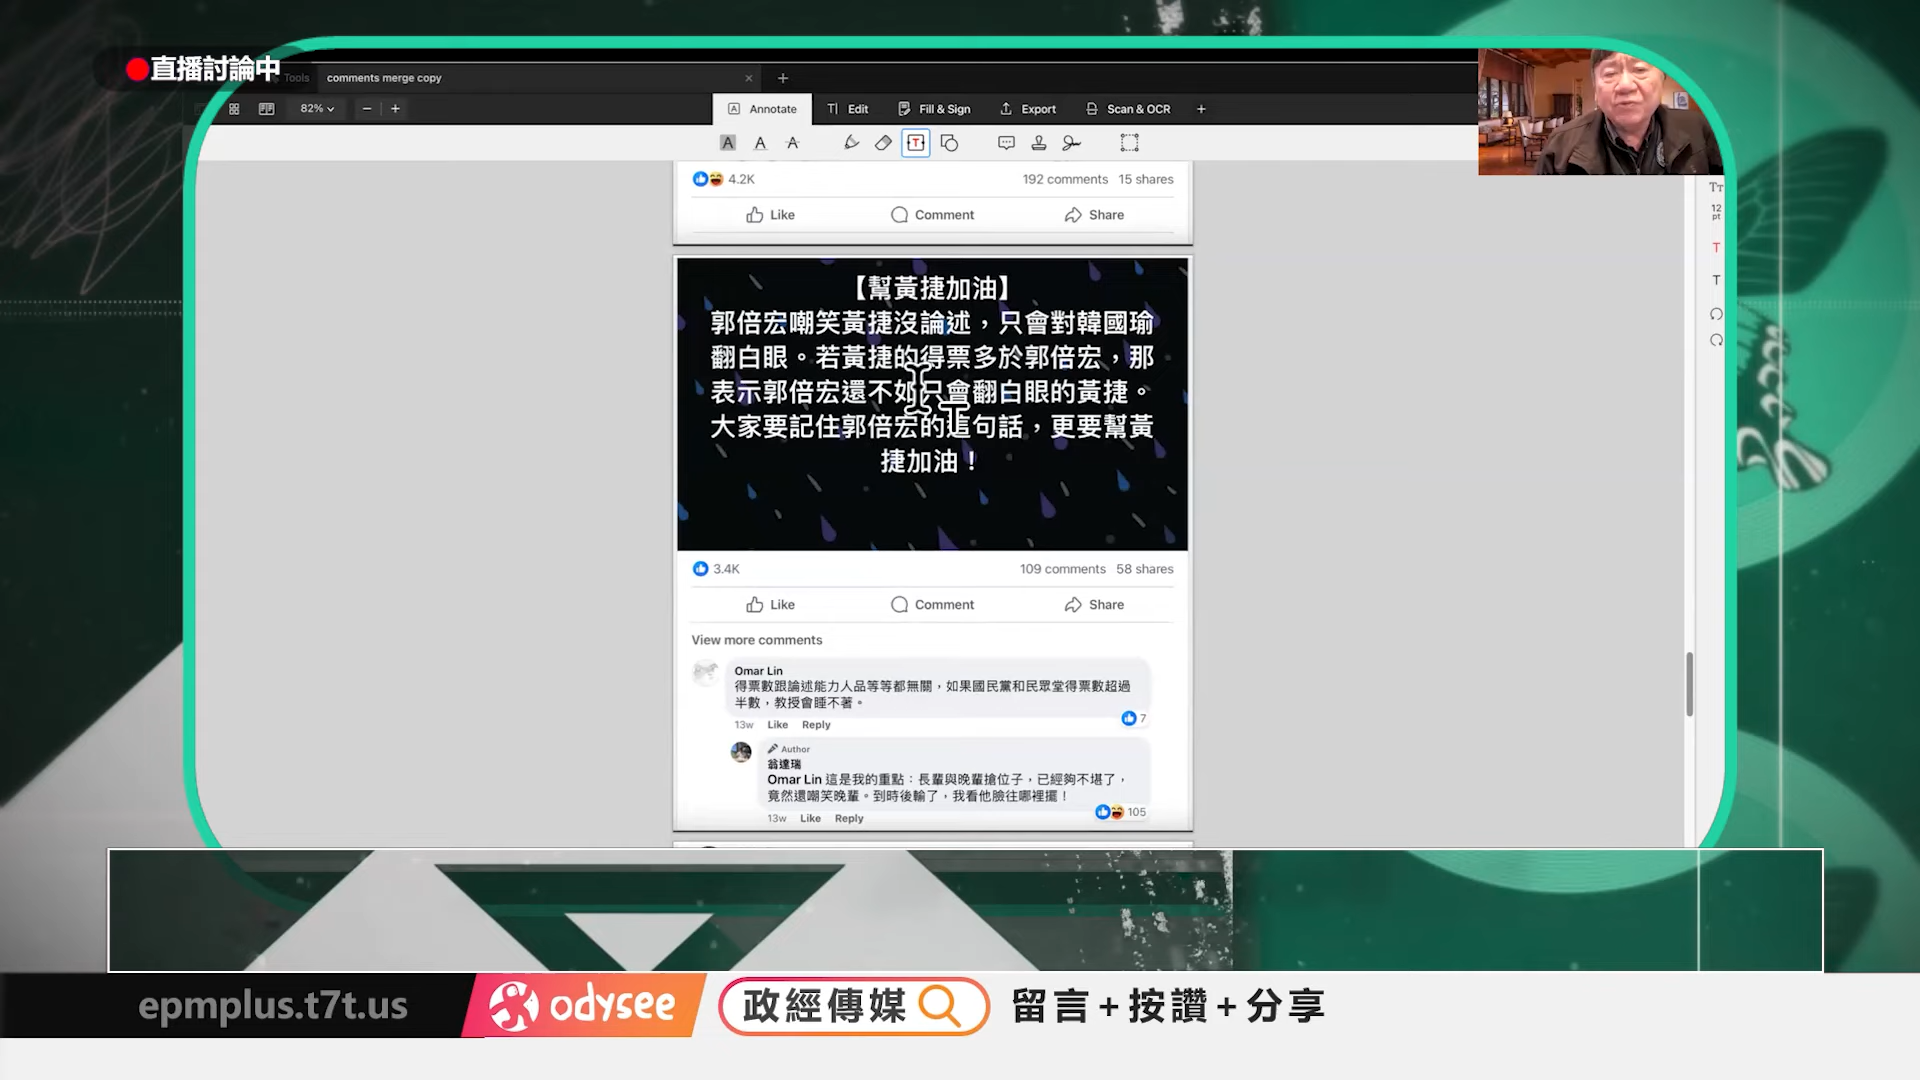 直播討論中
Tools
comments merge copy
82%
Annotate
Edit
Fill & Sign
Export
Scan & OCR
12
pt
4.2K
192 comments 15 shares
Like
Comment
Share
【幫黃捷加油】
郭倍宏嘲笑黃捷沒論述，只會對韓國瑜
翻白眼。若黃捷的得票多於郭倍宏，那
表示郭倍宏還不如只會翻白眼的黃捷。
大家要記住郭倍宏的這句話，更要幫黃
捷加油！
3.4K
109 comments 58 shares
Like
Comment
Share
View more comments
Omar Lin
得票數跟論述能力人品等等都無關，如果國民黨和民眾堂得票數超過
半數，教授會睡不著。
7
13w Like Reply
Author
翁達瑞
Omar Lin 這是我的重點：長輩與晚輩搶位子，已經夠不堪了，
竟然還嘲笑晚輩。到時後輸了，我看他臉往哪裡擺！
105
13w Like Reply
epmplus.t7t.us
odysee
政經傳媒
留言+按讚+分享